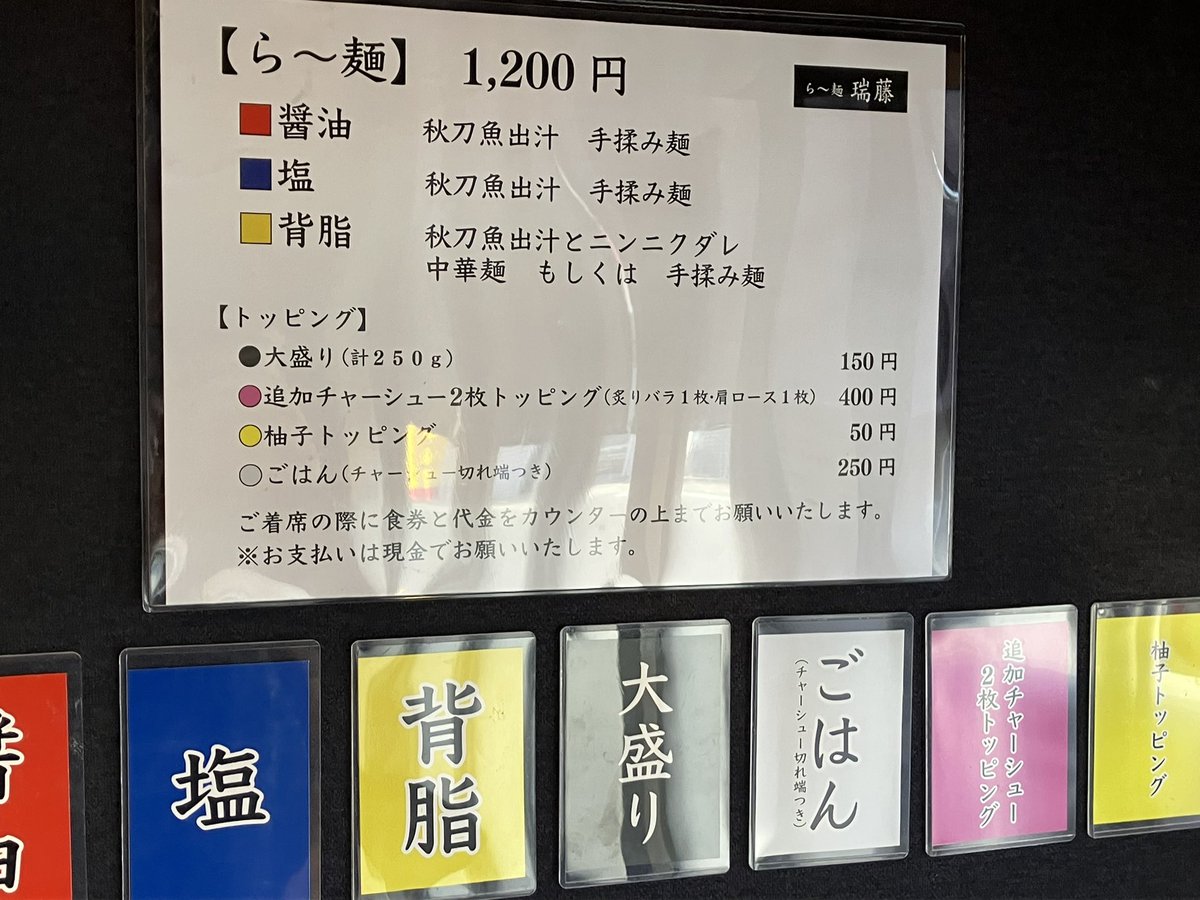 【ら～麺】 1,200 円
ら～麺 瑞藤
醤油 秋刀魚出汁 手揉み麺
塩 秋刀魚出汁 手揉み麺
背脂 秋刀魚出汁とニンニクダレ
中華麺 もしくは 手揉み麺
【トッピング】
●大盛り(計250g) 150円
●追加チャーシュー2枚トッピング(炙りバラ1枚・肩ロース1枚) 400円
●柚子トッピング 50円
●ごはん(チャーシュー切れ端つき) 250円
ご着席の際に食券と代金をカウンターの上までお願いいたします。
※お支払いは現金でお願いいたします。
醤油
塩
背脂
大盛り
ごはん
(チャーシュー切れ端つき)
追加チャーシュー
2枚トッピング
柚子トッピング